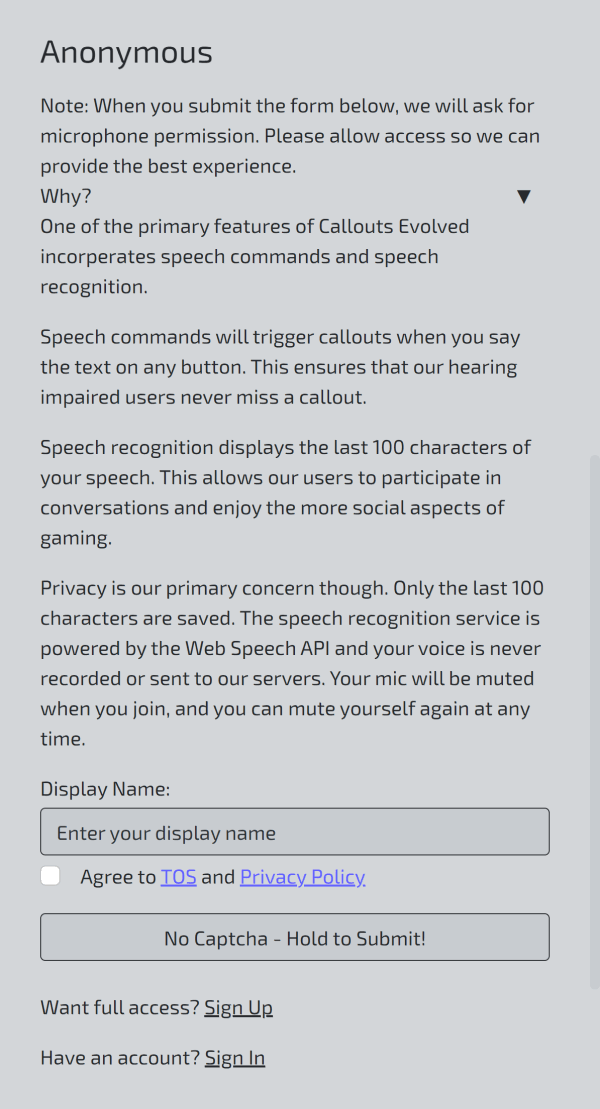 Anonymous
Note: When you submit the form below, we will ask for
microphone permission. Please allow access so we can
provide the best experience.
Why? ▼
One of the primary features of Callouts Evolved
incorperates speech commands and speech
recognition.
Speech commands will trigger callouts when you say
the text on any button. This ensures that our hearing
impaired users never miss a callout.
Speech recognition displays the last 100 characters of
your speech. This allows our users to participate in
conversations and enjoy the more social aspects of
gaming.
Privacy is our primary concern though. Only the last 100
characters are saved. The speech recognition service is
powered by the Web Speech API and your voice is never
recorded or sent to our servers. Your mic will be muted
when you join, and you can mute yourself again at any
time.
Display Name:
Enter your display name
Agree to TOS and Privacy Policy
No Captcha - Hold to Submit!
Want full access? Sign Up
Have an account? Sign In